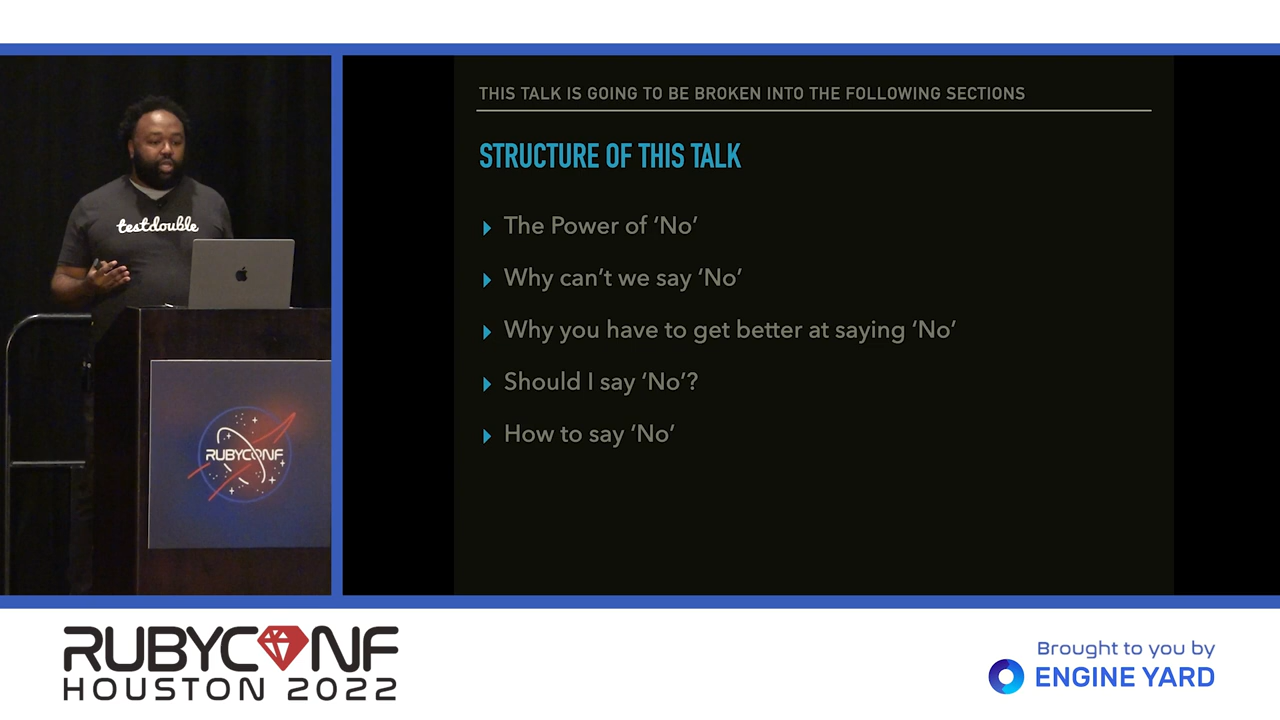 THIS TALK IS GOING TO BE BROKEN INTO THE FOLLOWING SECTIONS
STRUCTURE OF THIS TALK
The Power of ‘No’
Why can’t we say ‘No’
Why you have to get better at saying ‘No’
Should I say ‘No’?
How to say ‘No’
testdouble
RUBYCONF
RUBYCONF
HOUSTON 2022
Brought to you by
ENGINE YARD